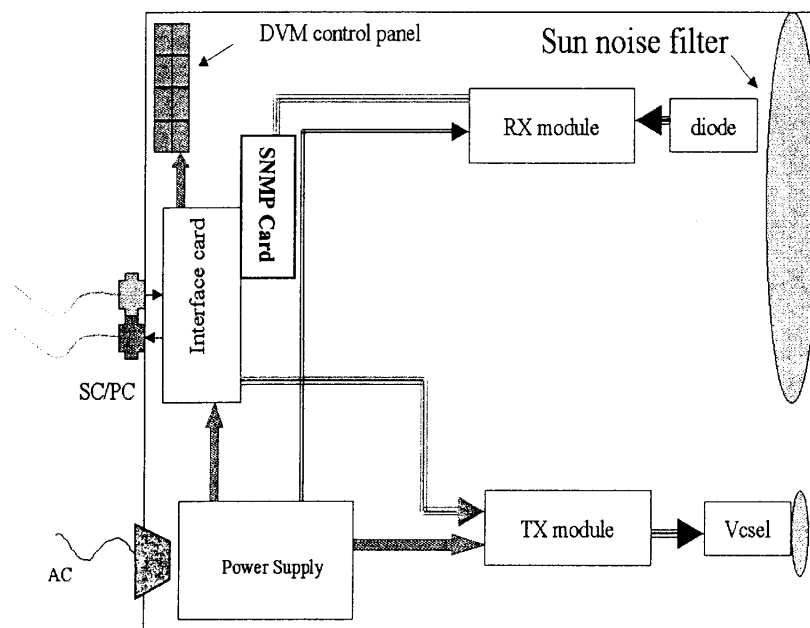 DVM control panel
Sun noise filter
RX module
diode
SNMP Card
Interface card
SC/PC
TX module
Vcsel
Power Supply
AC